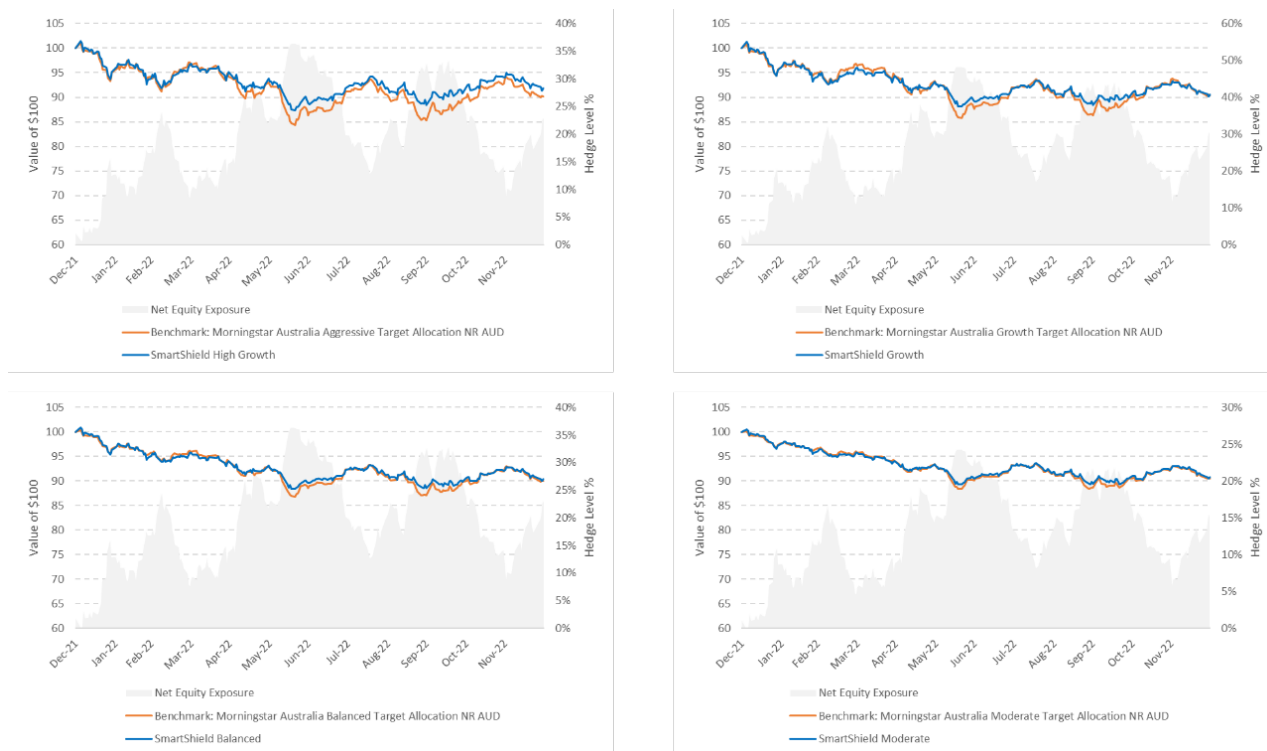 105
100
95
90
85
80
75
70
65
60
Value of $100
40%
35%
30%
25%
20%
15%
10%
5%
0%
Hedge Level %
Dec-21
Jan-22
Feb-22
Mar-22
Apr-22
May-22
Jun-22
Jul-22
Aug-22
Sep-22
Oct-22
Nov-22
Net Equity Exposure
Benchmark: Morningstar Australia Aggressive Target Allocation NR AUD
SmartShield High Growth
105
100
95
90
85
80
75
70
65
60
Value of $100
60%
50%
40%
30%
20%
10%
0%
Hedge Level %
Dec-21
Jan-22
Feb-22
Mar-22
Apr-22
May-22
Jun-22
Jul-22
Aug-22
Sep-22
Oct-22
Nov-22
Net Equity Exposure
Benchmark: Morningstar Australia Growth Target Allocation NR AUD
SmartShield Growth
105
100
95
90
85
80
75
70
65
60
Value of $100
40%
35%
30%
25%
20%
15%
10%
5%
0%
Hedge Level %
Dec-21
Jan-22
Feb-22
Mar-22
Apr-22
May-22
Jun-22
Jul-22
Aug-22
Sep-22
Oct-22
Nov-22
Net Equity Exposure
Benchmark: Morningstar Australia Balanced Target Allocation NR AUD
SmartShield Balanced
105
100
95
90
85
80
75
70
65
60
Value of $100
30%
25%
20%
15%
10%
5%
0%
Hedge Level %
Dec-21
Jan-22
Feb-22
Mar-22
Apr-22
May-22
Jun-22
Jul-22
Aug-22
Sep-22
Oct-22
Nov-22
Net Equity Exposure
Benchmark: Morningstar Australia Moderate Target Allocation NR AUD
SmartShield Moderate